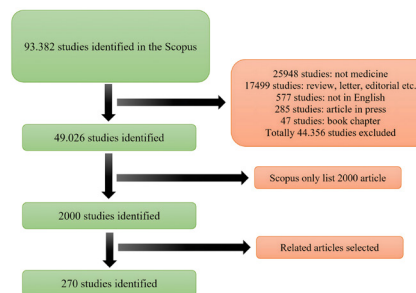 93.382 studies identified in the Scopus
25948 studies: not medicine
17499 studies: review, letter, editorial etc.
577 studies: not in English
285 studies: article in press
47 studies: book chapter
Totally 44.356 studies excluded
49.026 studies identified
Scopus only list 2000 article
2000 studies identified
Related articles selected
270 studies identified